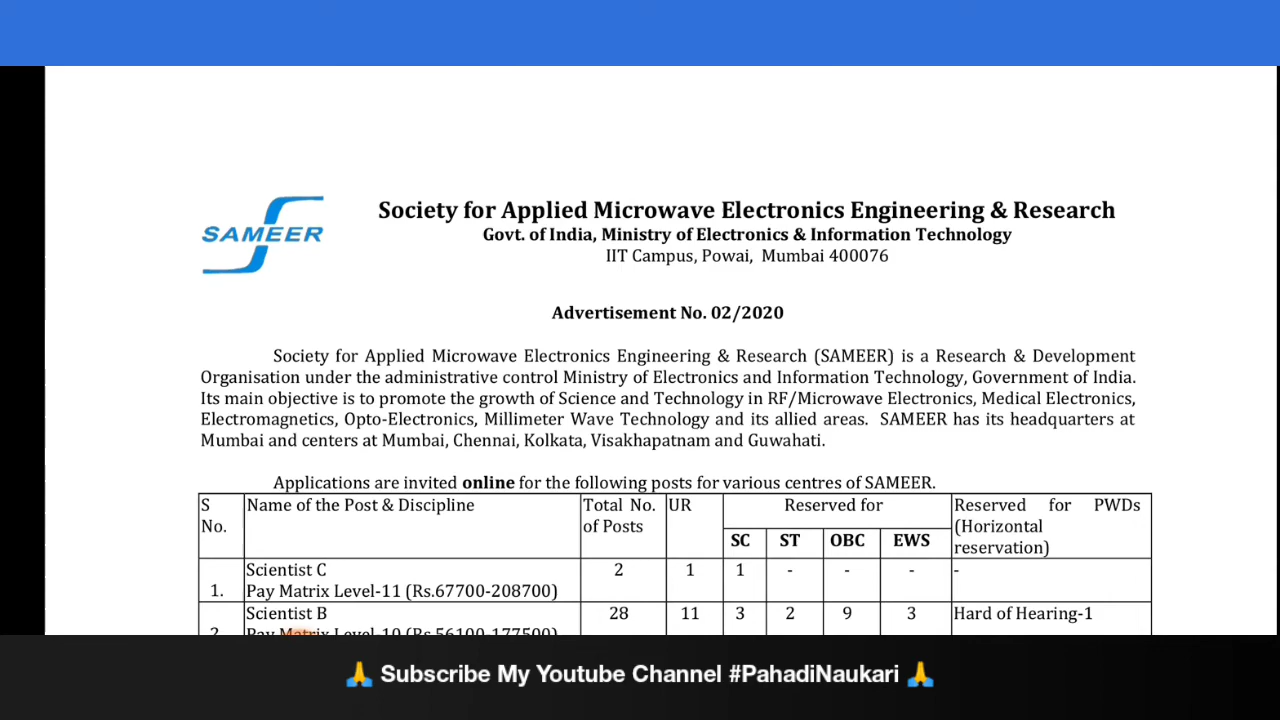 SAMEER
Society for Applied Microwave Electronics Engineering & Research
Govt. of India, Ministry of Electronics & Information Technology
IIT Campus, Powai, Mumbai 400076
Advertisement No. 02/2020
Society for Applied Microwave Electronics Engineering & Research (SAMEER) is a Research & Development
Organisation under the administrative control Ministry of Electronics and Information Technology, Government of India.
Its main objective is to promote the growth of Science and Technology in RF/Microwave Electronics, Medical Electronics,
Electromagnetics, Opto-Electronics, Millimeter Wave Technology and its allied areas. SAMEER has its headquarters at
Mumbai and centers at Mumbai, Chennai, Kolkata, Visakhapatnam and Guwahati.
Applications are invited online for the following posts for various centres of SAMEER.
S Name of the Post & Discipline Total No. UR Reserved for Reserved for PWDs
No. of Posts (Horizontal
SC ST OBC EWS reservation)
Scientist C 2 1 1 - - - -
1. Pay Matrix Level-11 (Rs.67700-208700)
Scientist B 28 11 3 2 9 3 Hard of Hearing-1
2. Pay Matrix Level-10 (Rs.56100-177500)
🙏 Subscribe My Youtube Channel #PahadiNaukari 🙏